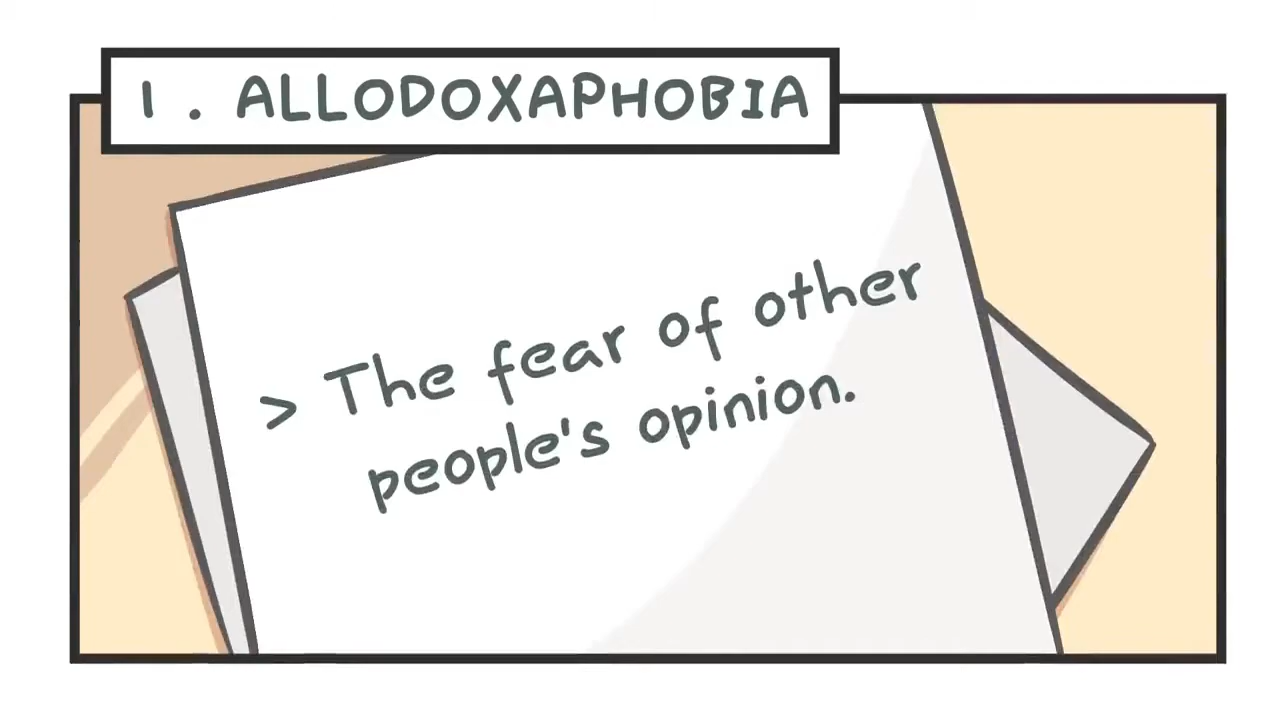 1. ALLODOXAPHOBIA
> The fear of other
people's opinion.